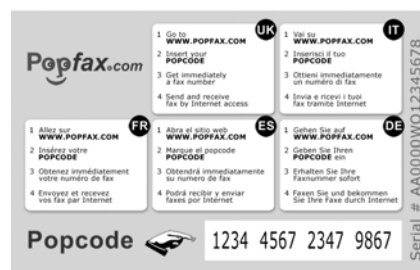 Popfax.com
UK
1 Go to
WWW.POPFAX.COM
2 Insert your
POPCODE
3 Get immediately
a fax number
4 Send and receive
fax by Internet access
IT
1 Vai su
WWW.POPFAX.COM
2 Inserisci il tuo
POPCODE
3 Ottieni immediatamente
un numéro di fax
4 Invia e ricevi i tuoi
fax tramite Internet
FR
1 Allez sur
WWW.POPFAX.COM
2 Insérez votre
POPCODE
3 Obtenez immédiatement
votre numéro de fax
4 Envoyez et recevez
vos fax par Internet
ES
1 Abra el sitio web
WWW.POPFAX.COM
2 Marque el popcode
POPCODE
3 Obtendrá immediatamante
su numero de fax
4 Podrá recibir y enviar
faxes por Internet
DE
1 Gehen Sie auf
WWW.POPFAX.COM
2 Geben Sie Ihren
POPCODE ein
3 Erhalten Sie Ihre
Faxnummer sofort
4 Faxen Sie und bekommen
Sie Ihre Faxe durch Internet
Popcode 1234 4567 2347 9867